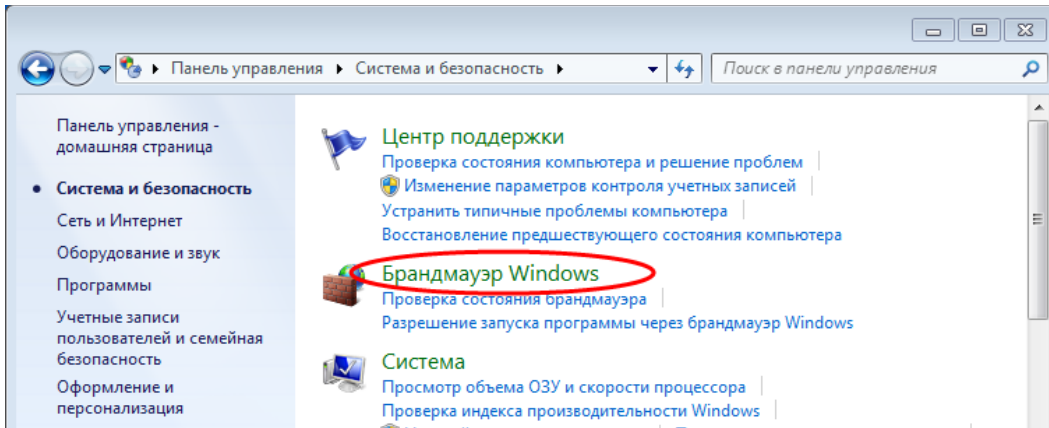 Панель управления Система и безопасность Поиск в панели управления
Панель управления -
домашняя страница
Система и безопасность
Сеть и Интернет
Оборудование и звук
Программы
Учетные записи
пользователей и семейная
безопасность
Оформление и
персонализация
Центр поддержки
Проверка состояния компьютера и решение проблем
Изменение параметров контроля учетных записей
Устранить типичные проблемы компьютера
Восстановление предшествующего состояния компьютера
Брандмауэр Windows
Проверка состояния брандмауэра
Разрешение запуска программы через брандмауэр Windows
Система
Просмотр объема ОЗУ и скорости процессора
Проверка индекса производительности Windows